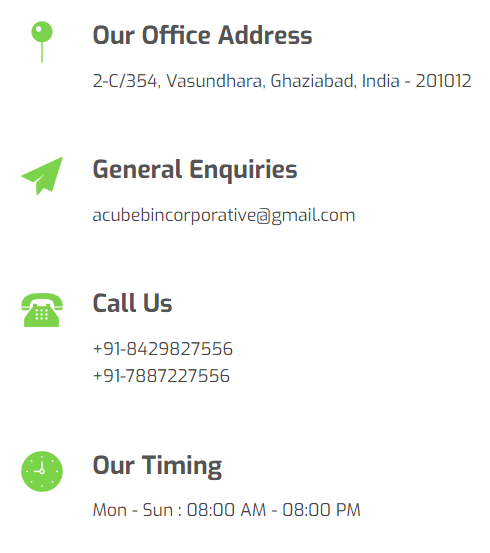 Our Office Address
2-C/354, Vasundhara, Ghaziabad, India - 201012
General Enquiries
acubebincorporative@gmail.com
Call Us
+91-8429827556
+91-7887227556
Our Timing
Mon - Sun : 08:00 AM - 08:00 PM